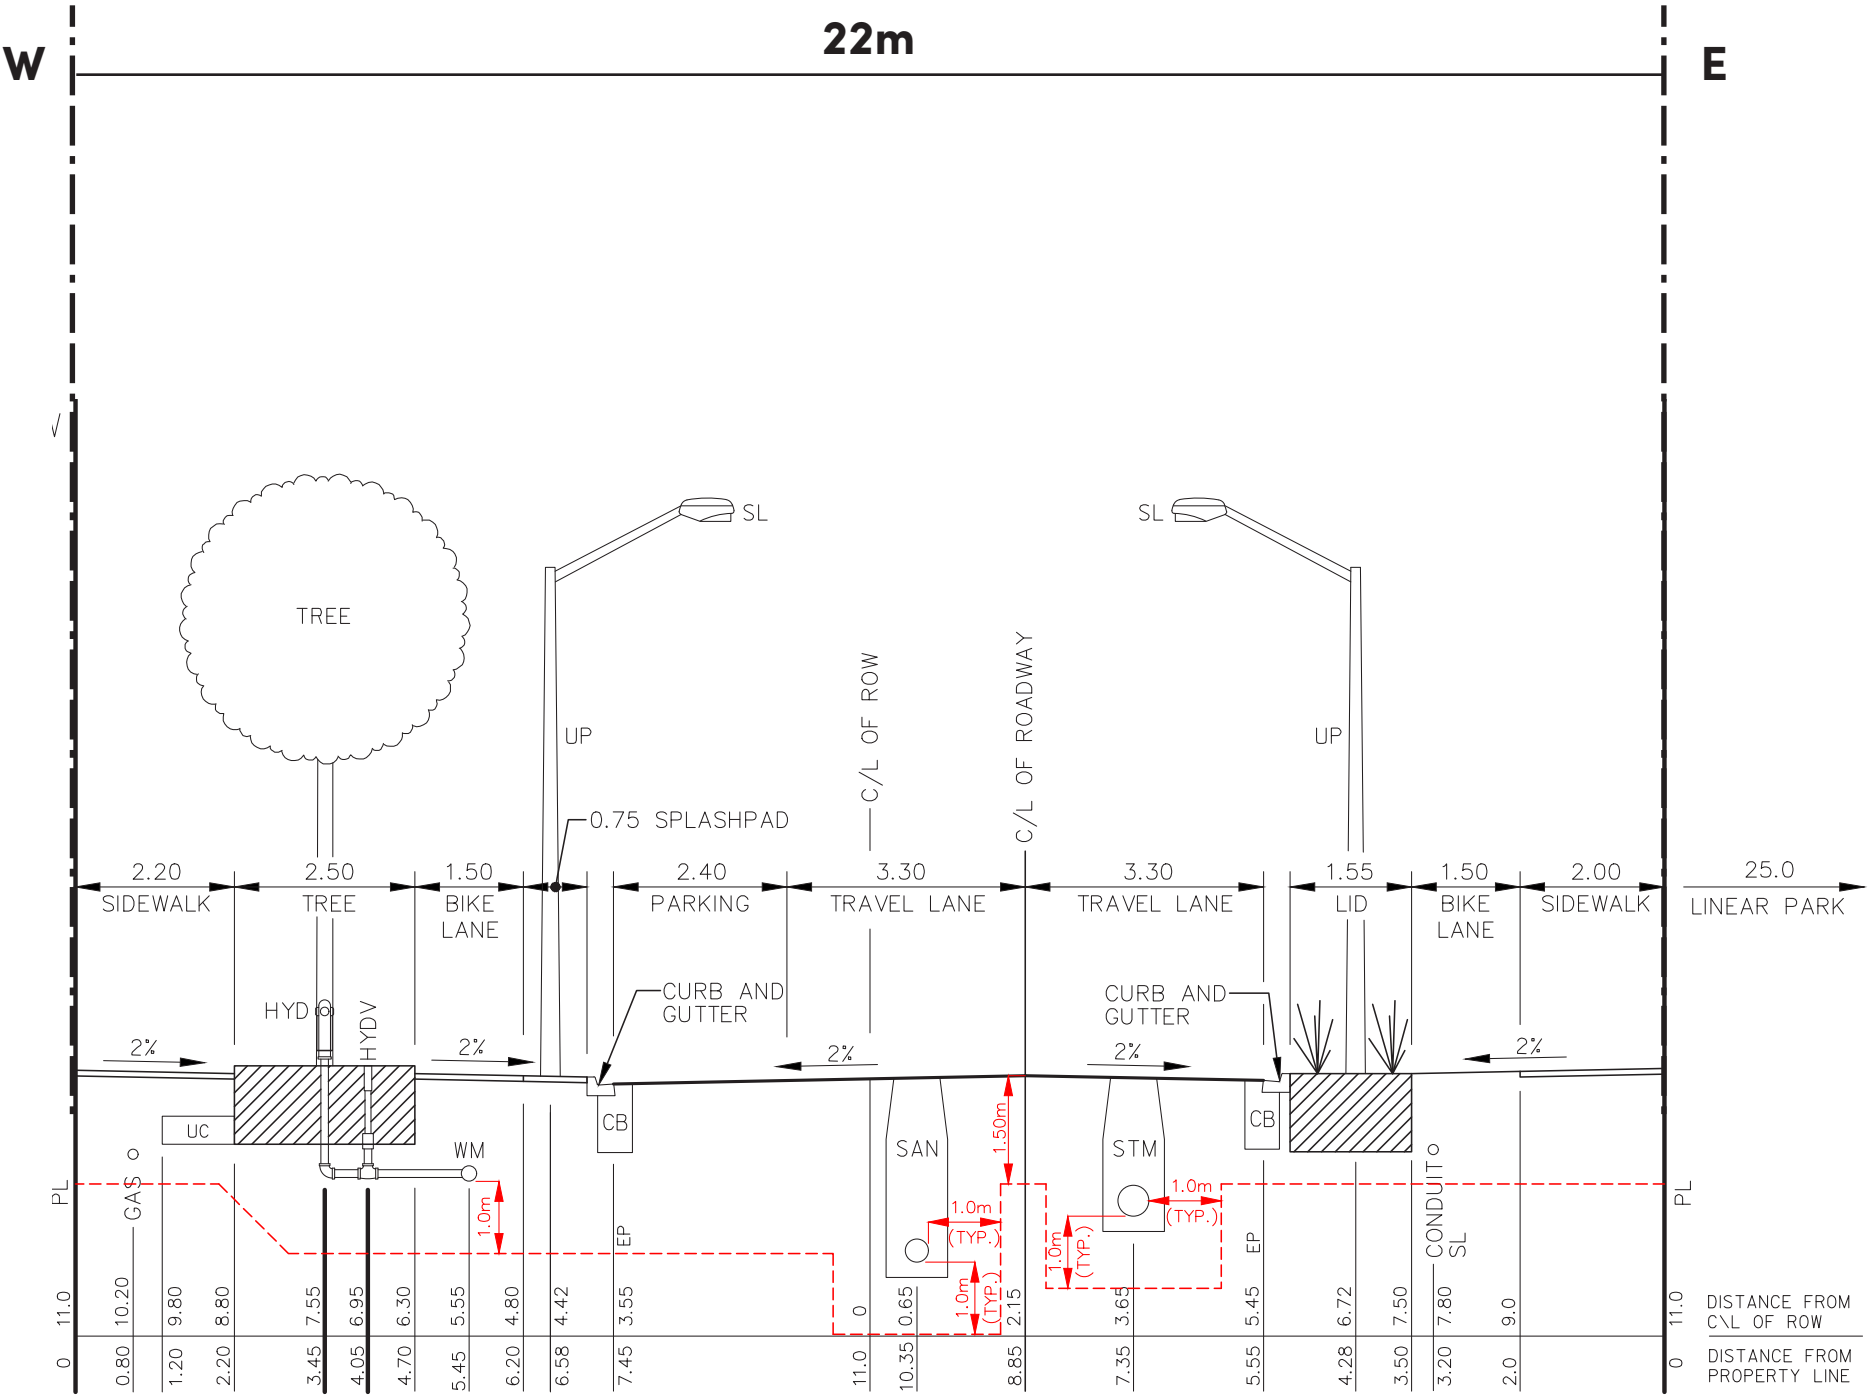 22m
W
E
SL
SL
TREE
C/L OF ROW
C/L OF ROADWAY
UP
UP
0.75 SPLASHPAD
2.20
2.50
1.50
2.40
3.30
3.30
1.55
1.50
2.00
25.0
SIDEWALK
TREE
BIKE
LANE
PARKING
TRAVEL LANE
TRAVEL LANE
LID
BIKE
LANE
SIDEWALK
LINEAR PARK
CURB AND
GUTTER
CURB AND
GUTTER
HYD
HYDV
2%
2%
2%
2%
2%
UC
WM
CB
SAN
1.50m
STM
CB
PL
GAS
1.0m
EP
1.0m
(TYP.)
1.0m
(TYP.)
1.0m
(TYP.)
1.0m
(TYP.)
EP
CONDUIT
SL
PL
11.0
10.20
9.80
8.80
7.55
6.95
6.30
5.55
4.80
4.42
3.55
0
0.65
2.15
3.65
5.45
6.72
7.50
7.80
9.0
11.0
DISTANCE FROM
C\L OF ROW
0
0.80
1.20
2.20
3.45
4.05
4.70
5.45
6.20
6.58
7.45
11.0
10.35
8.85
7.35
5.55
4.28
3.50
3.20
2.0
0
DISTANCE FROM
PROPERTY LINE